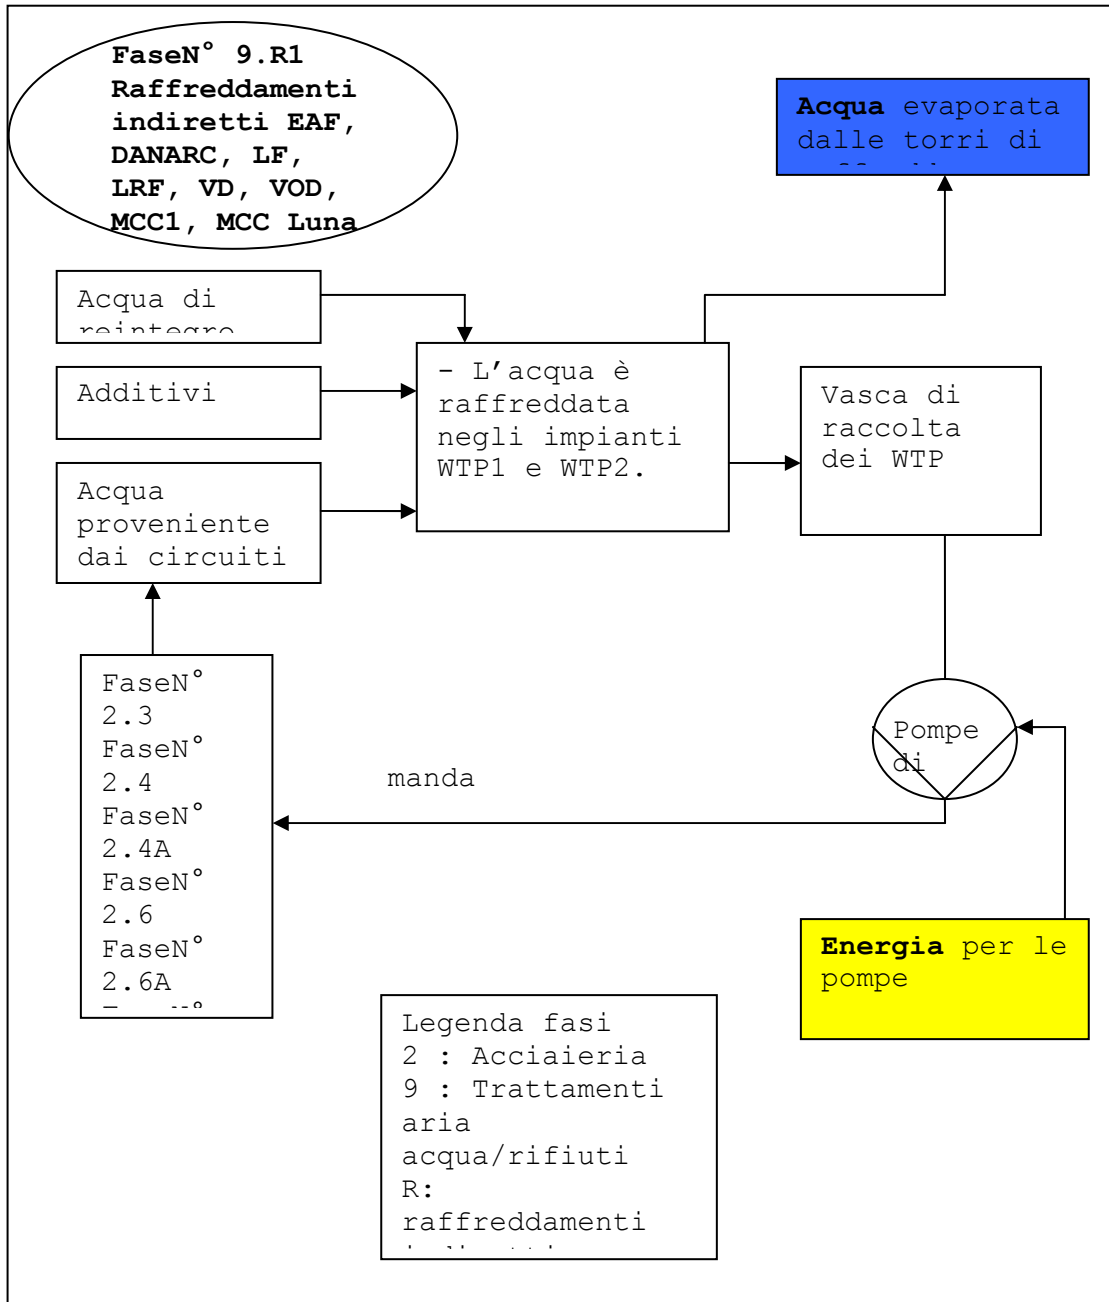 FaseN° 9.R1
Raffreddamenti
indiretti EAF,
DANARC, LF,
LRF, VD, VOD,
MCC1, MCC Luna
Acqua evaporata
dalle torri di
Acqua di
reintegro
Additivi
Acqua
proveniente
dai circuiti
- L’acqua è
raffreddata
negli impianti
WTP1 e WTP2.
Vasca di
raccolta
dei WTP
FaseN°
2.3
FaseN°
2.4
FaseN°
2.4A
FaseN°
2.6
FaseN°
2.6A
manda
Pompe
di
Energia per le
pompe
Legenda fasi
2 : Acciaieria
9 : Trattamenti
aria
acqua/rifiuti
R:
raffreddamenti